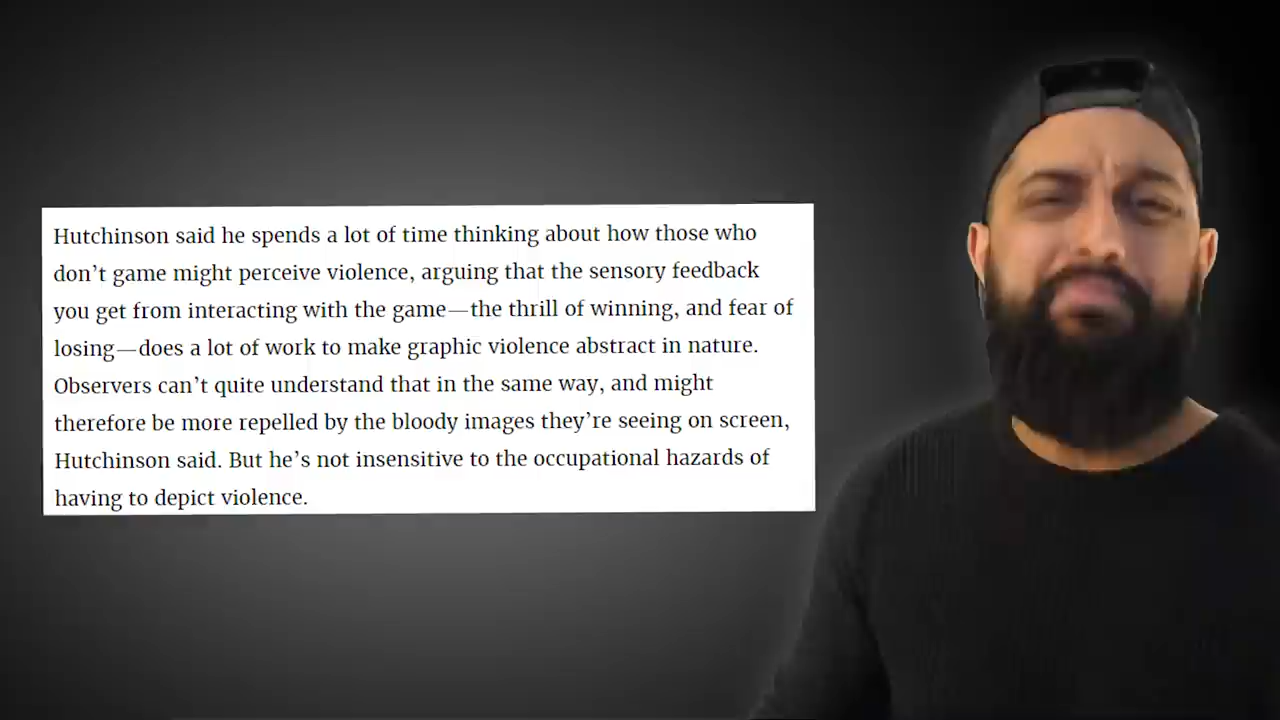 Hutchinson said he spends a lot of time thinking about how those who
don’t game might perceive violence, arguing that the sensory feedback
you get from interacting with the game—the thrill of winning, and fear of
losing—does a lot of work to make graphic violence abstract in nature.
Observers can’t quite understand that in the same way, and might
therefore be more repelled by the bloody images they’re seeing on screen,
Hutchinson said. But he’s not insensitive to the occupational hazards of
having to depict violence.